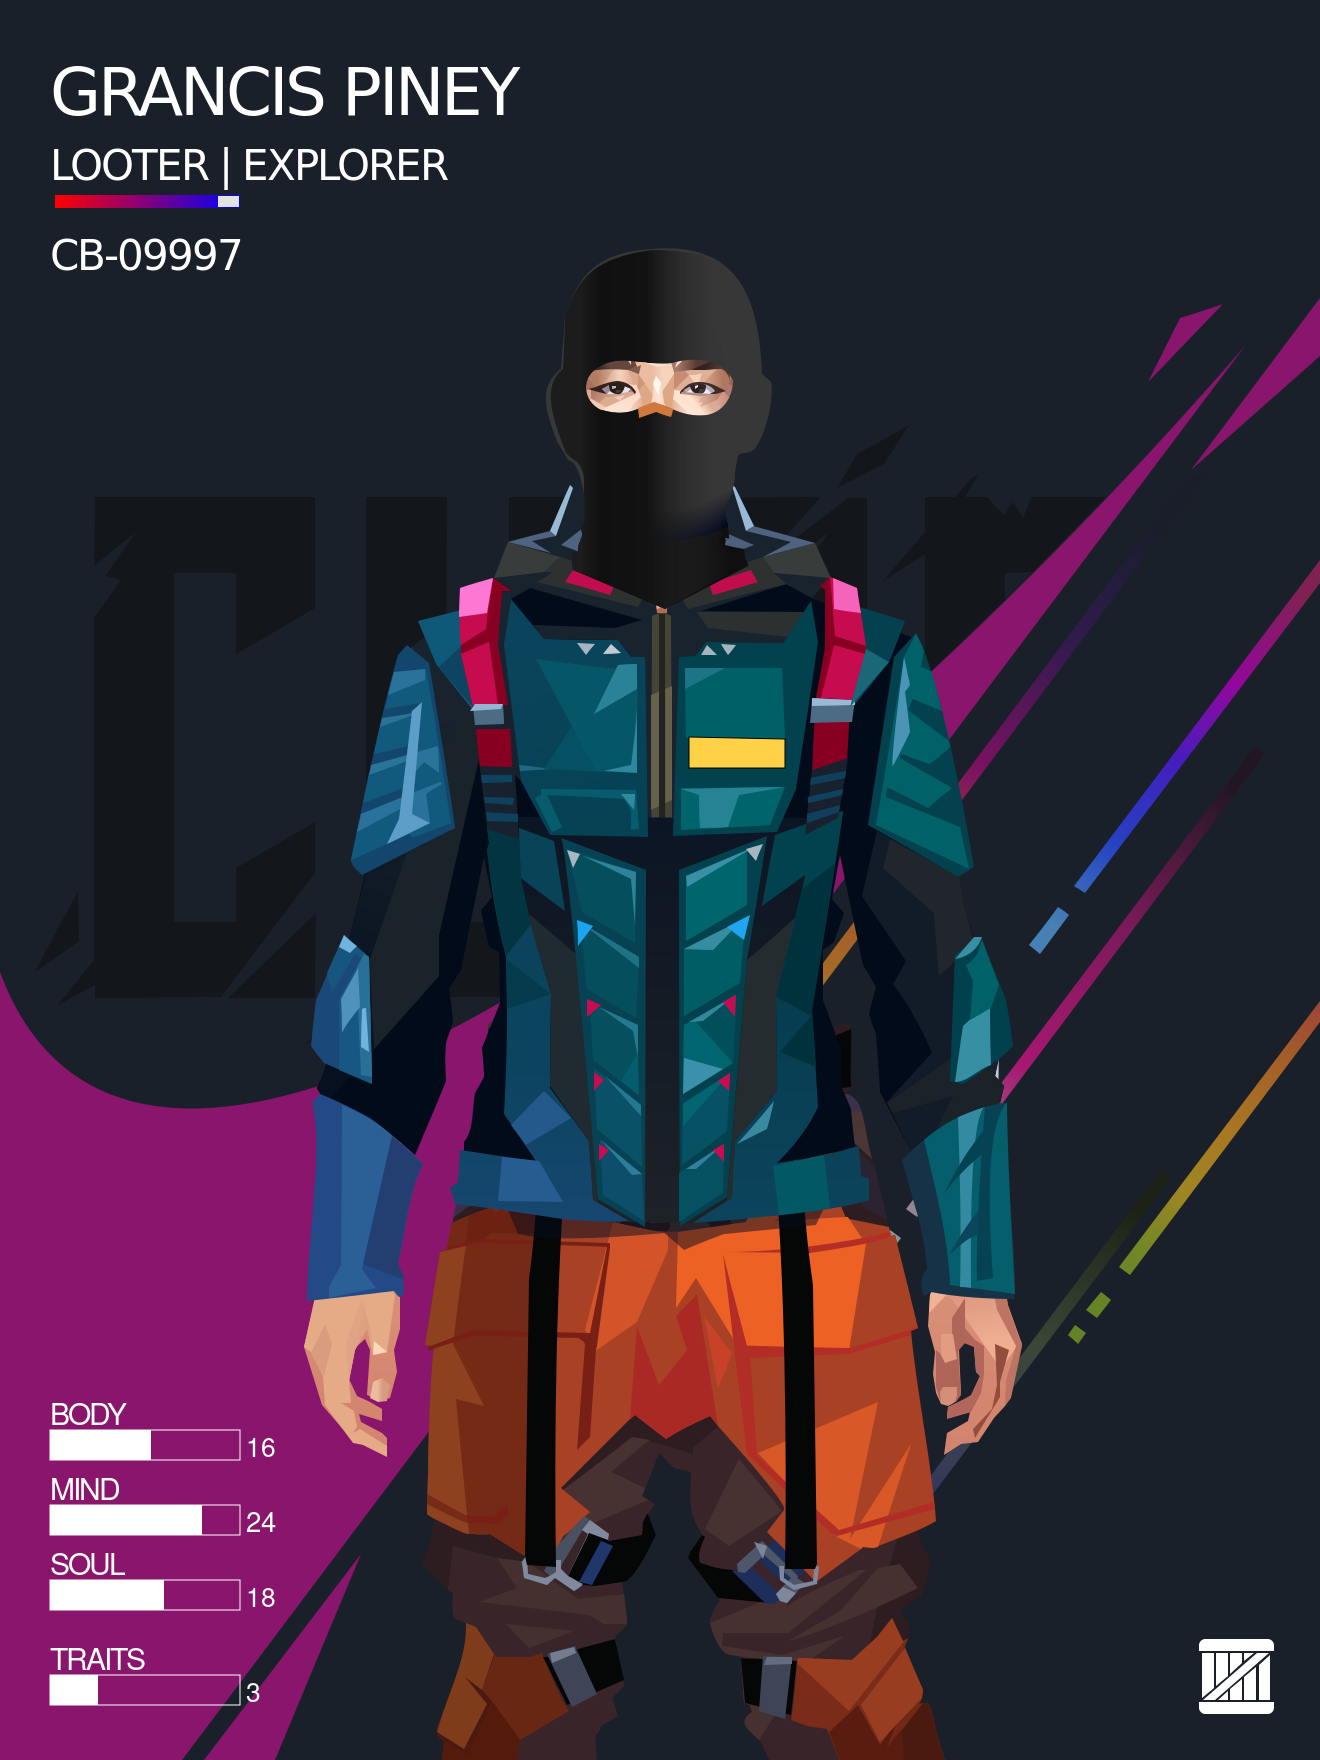 GRANCIS PINEY
LOOTER | EXPLORER
CB-09997
BODY
16
MIND
24
SOUL
18
TRAITS
3